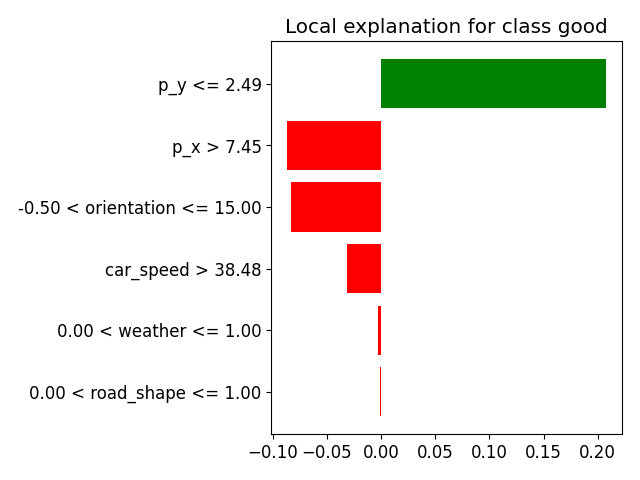 Local explanation for class good
p_y <= 2.49
p_x > 7.45
-0.50 < orientation <= 15.00
car_speed > 38.48
0.00 < weather <= 1.00
0.00 < road_shape <= 1.00
−0.10 −0.05 0.00 0.05 0.10 0.15 0.20